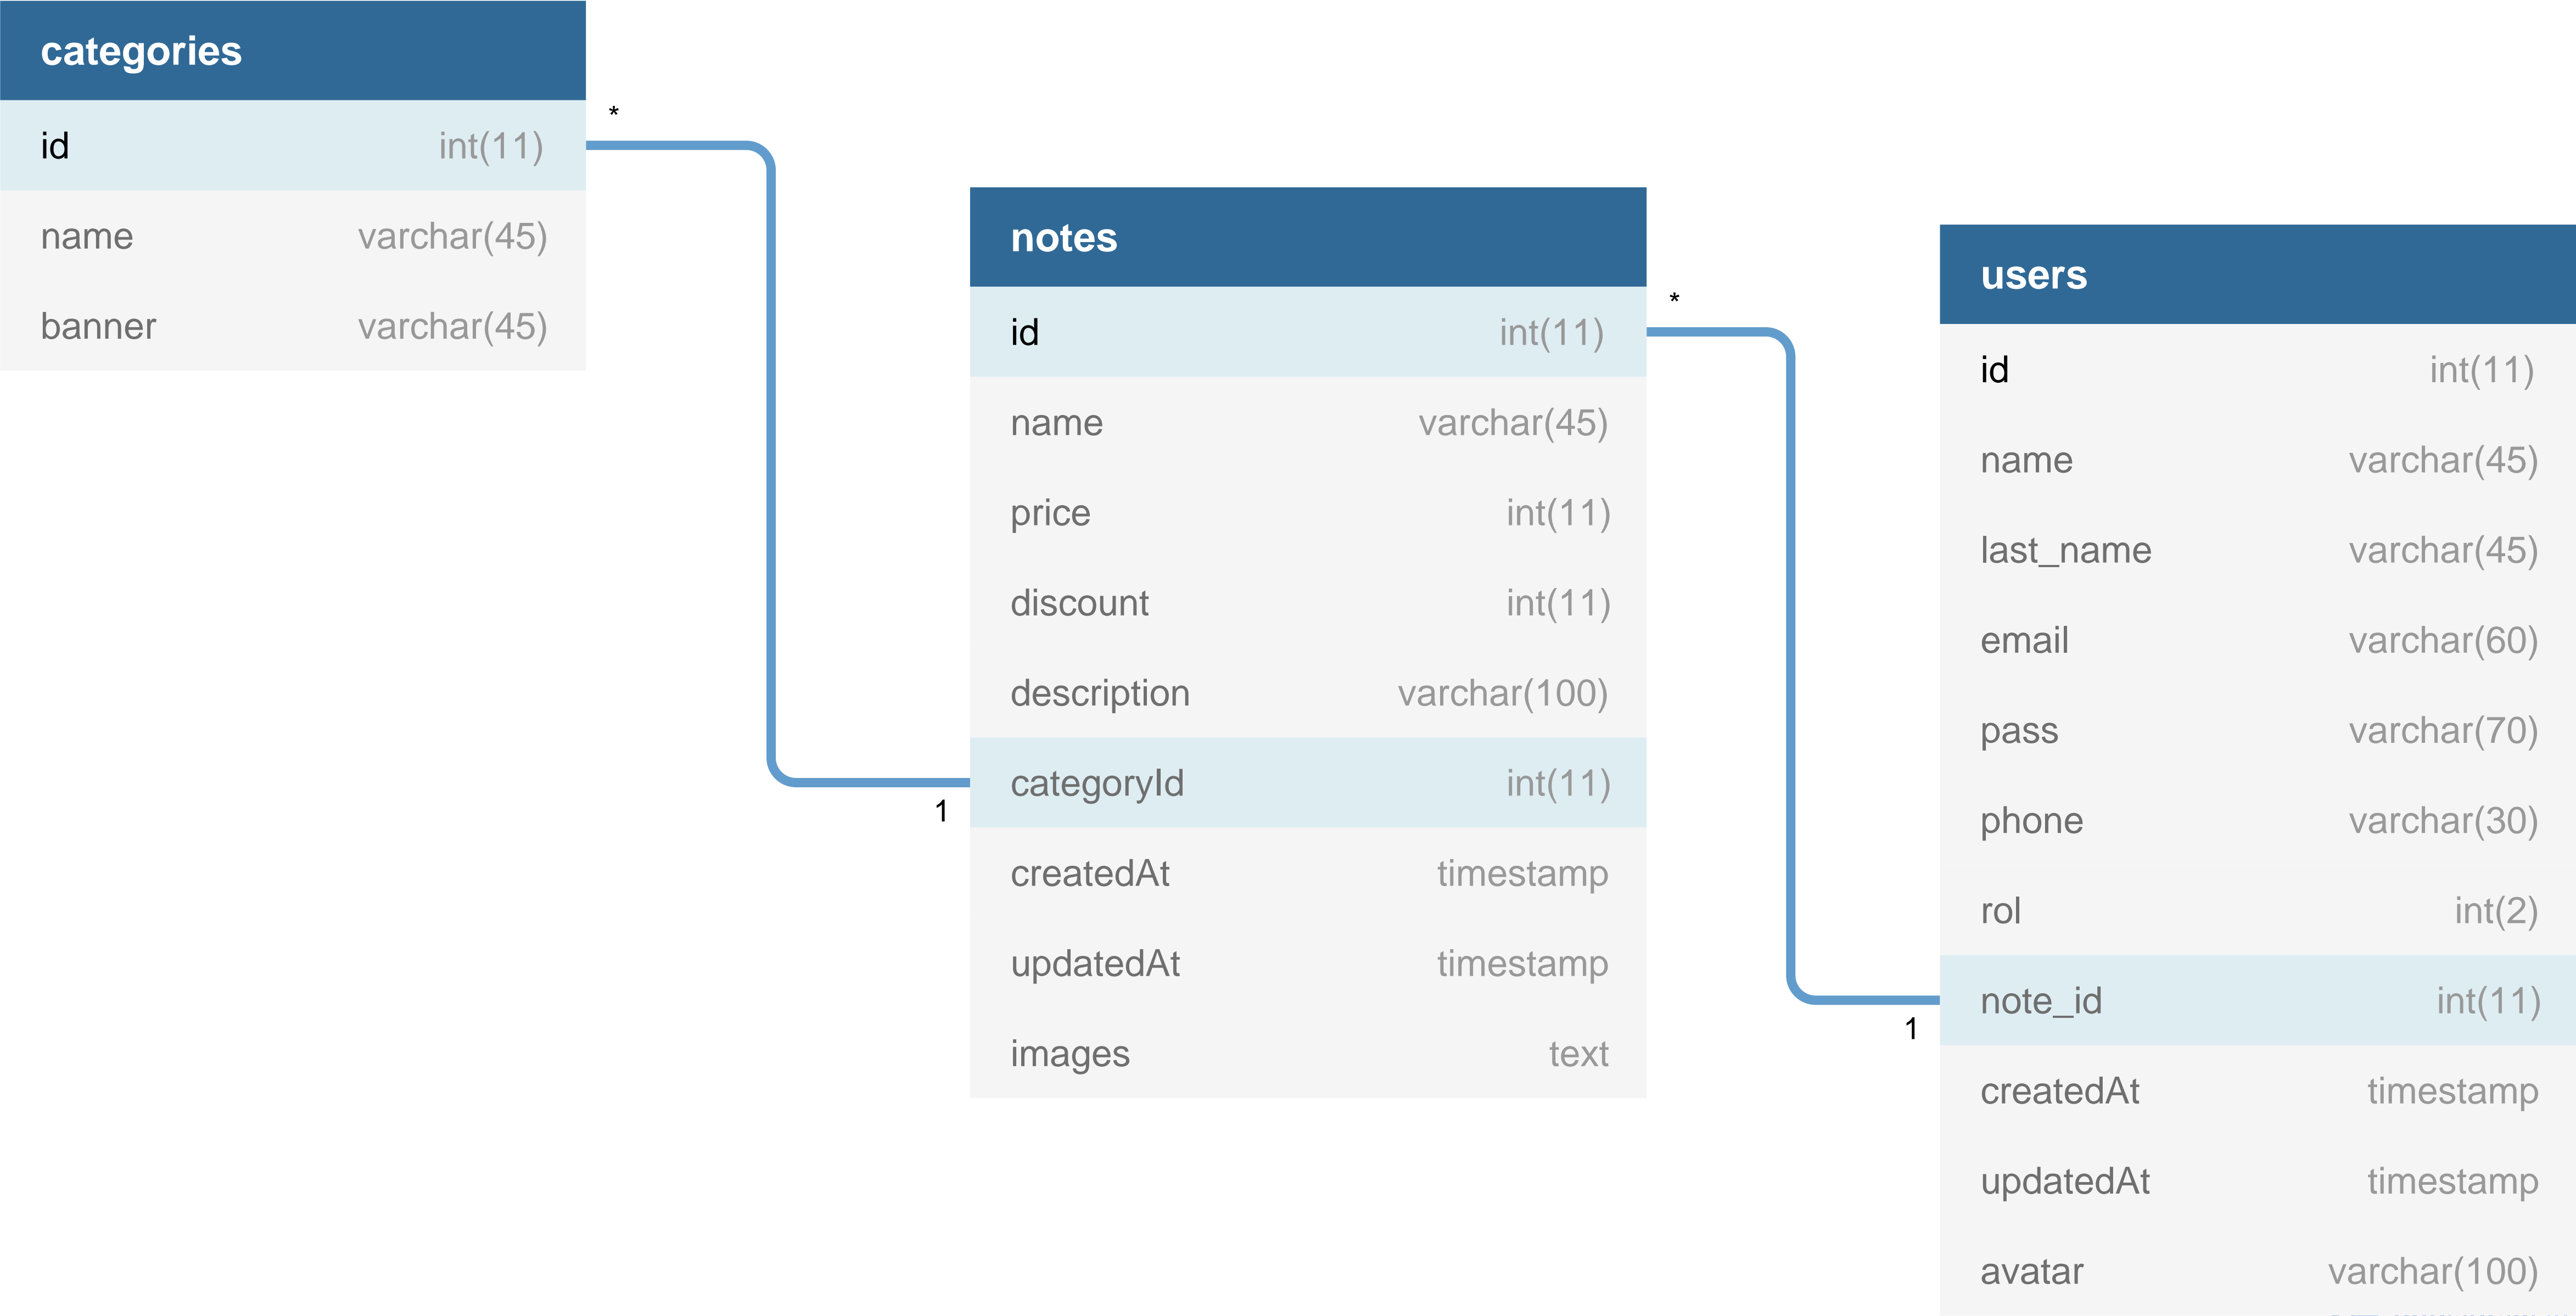 categories
id int(11)
name varchar(45)
banner varchar(45)
*
1
notes
id int(11)
name varchar(45)
price int(11)
discount int(11)
description varchar(100)
categoryId int(11)
createdAt timestamp
updatedAt timestamp
images text
*
1
users
id int(11)
name varchar(45)
last_name varchar(45)
email varchar(60)
pass varchar(70)
phone varchar(30)
rol int(2)
note_id int(11)
createdAt timestamp
updatedAt timestamp
avatar varchar(100)